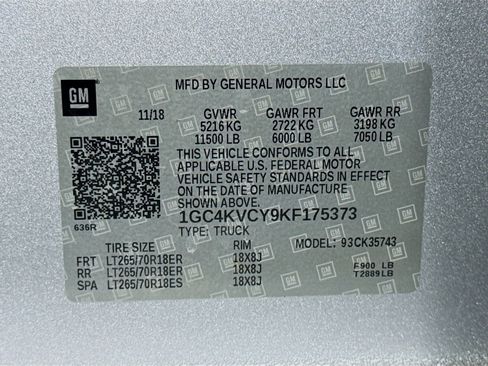 GM
MFD BY GENERAL MOTORS LLC
11/18 GVWR GAWR FRT GAWR RR
5216 KG 2722 KG 3198 KG
11500 LB 6000 LB 7050 LB
THIS VEHICLE CONFORMS TO ALL
APPLICABLE U.S. FEDERAL MOTOR
VEHICLE SAFETY STANDARDS IN EFFECT
ON THE DATE OF MANUFACTURE
SHOWN ABOVE.
1GC4KVCY9KF175373
636R TYPE: TRUCK
TIRE SIZE RIM MODEL: 93CK35743
FRT LT265/70R18ER 18X8J F900 LB
RR LT265/70R18ER 18X8J T2889LB
SPA LT265/70R18ES 18X8J